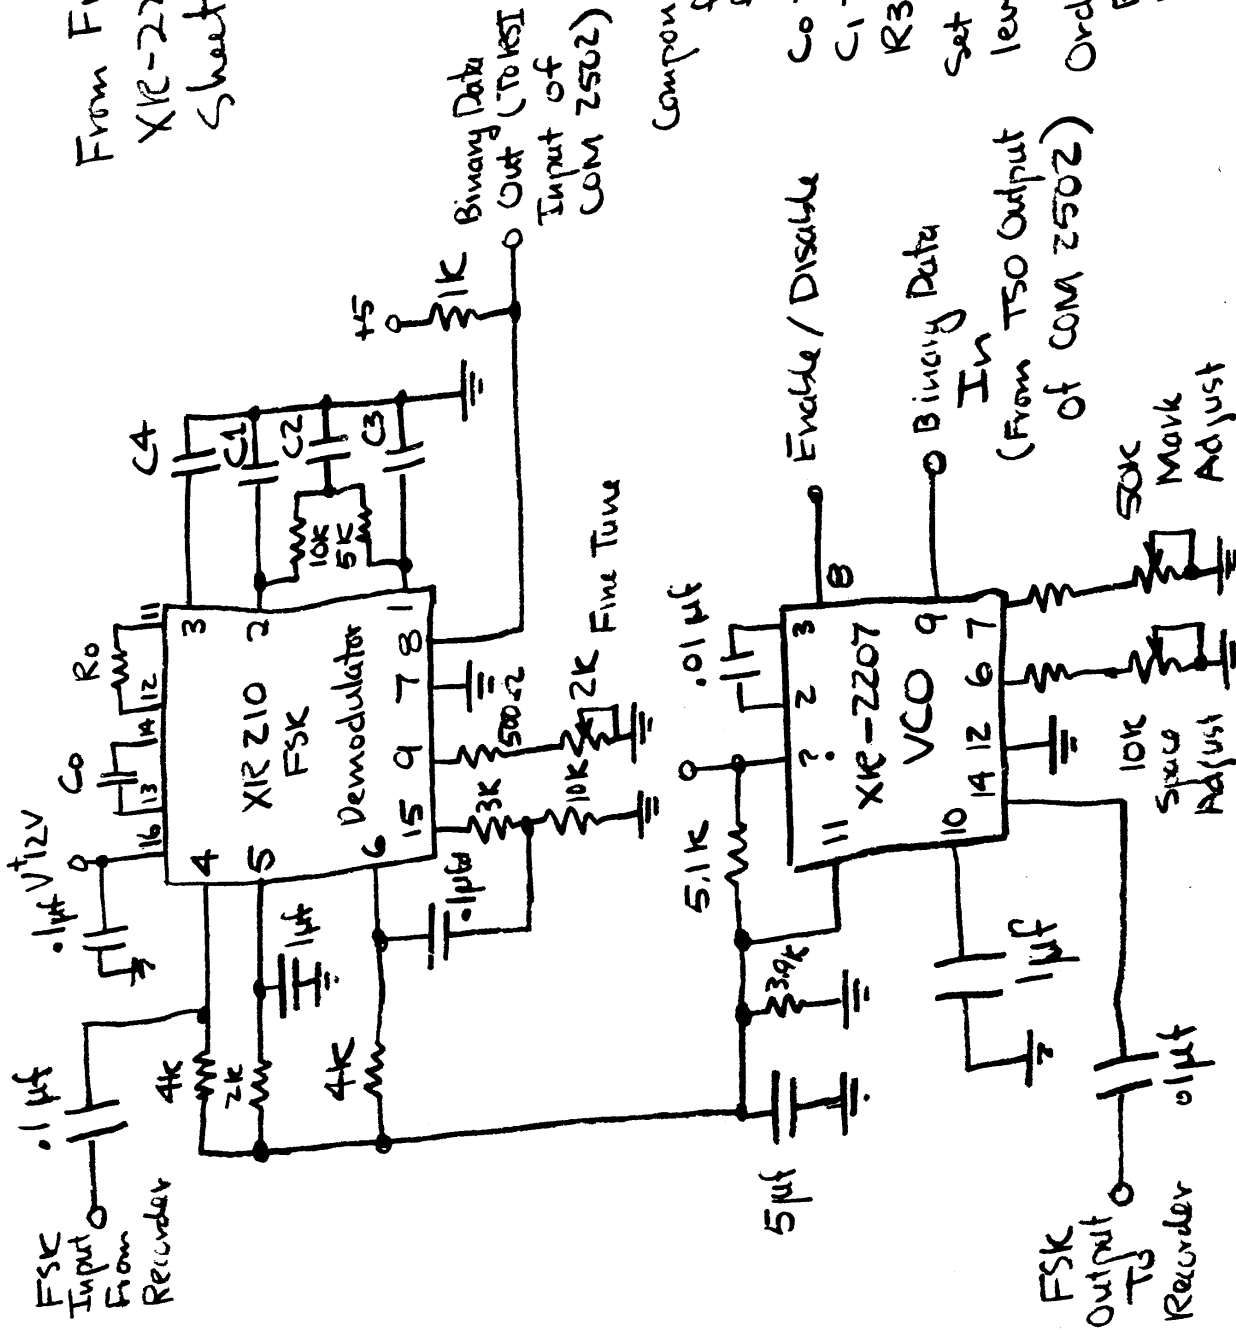 From F
XR-22
Sheet
FSK
Input
From
Recorder
.1 µf
.1µf
V+ 12V
Co
Ro
16
13
14
12
11
4
XR 210
3
C4
5
FSK
2
C1
6
Demodulator
1
C2
15
9
7
8
C3
4K
2K
4K
1µf
.1µf
10K
5K
3K
10K
500Ω
2K
Fine Tune
+5
1K
Binary Data
Out (To RSI
Input of
COM 2502)
Compon
Co
C1
R3
Set
lev
Ord
5µf
3.9K
5.1K
.01 µf
?
2
3
11
XR-2207
8
Enable / Disable
VCO
9
Binary Data
In
(From TSO Output
of COM 2502)
10
14
12
6
7
1µf
.01µf
10K
Space
Adjust
50K
Mark
Adjust
FSK
Output
To
Recorder